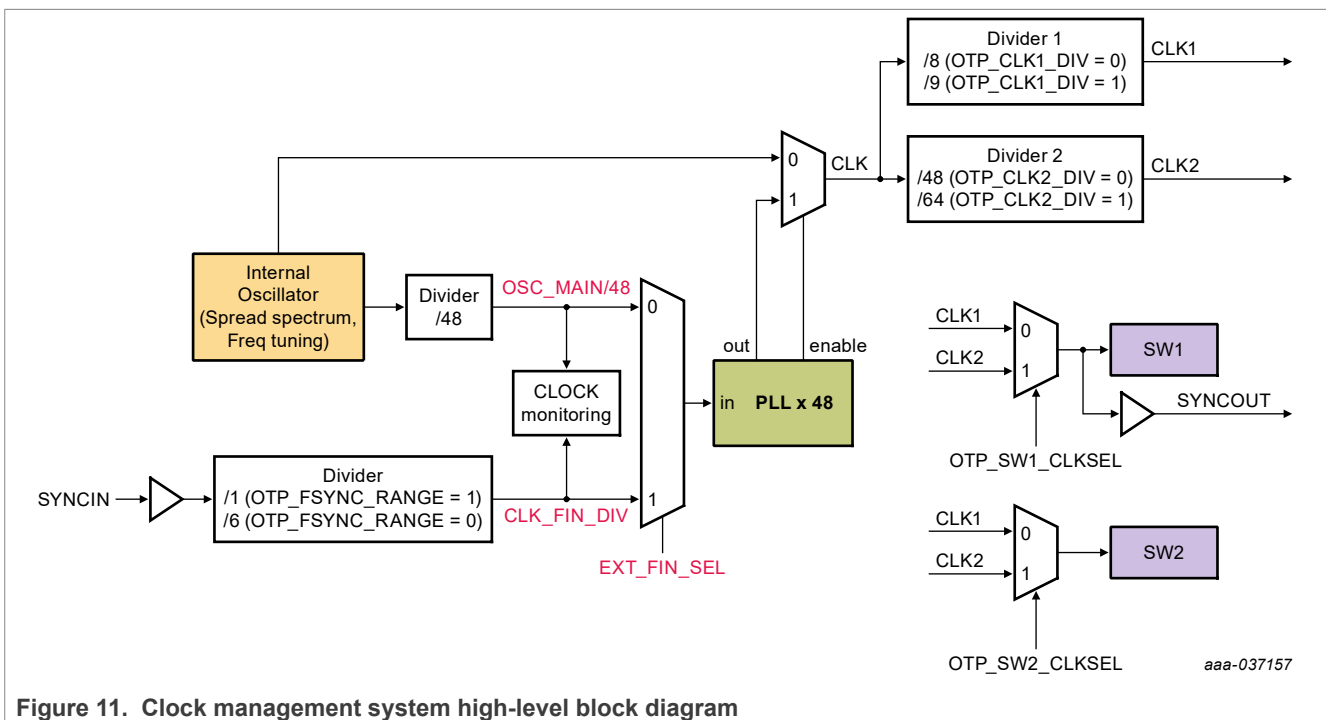 Divider 1
/8 (OTP_CLK1_DIV = 0)
/9 (OTP_CLK1_DIV = 1)
CLK1
0
1
CLK
Divider 2
/48 (OTP_CLK2_DIV = 0)
/64 (OTP_CLK2_DIV = 1)
CLK2
Internal
Oscillator
(Spread spectrum,
Freq tuning)
Divider
/48
OSC_MAIN/48
0
CLOCK
monitoring
out
enable
in
PLL x 48
SYNCIN
Divider
/1 (OTP_FSYNC_RANGE = 1)
/6 (OTP_FSYNC_RANGE = 0)
CLK_FIN_DIV
1
EXT_FIN_SEL
CLK1
CLK2
0
1
SW1
SYNCOUT
OTP_SW1_CLKSEL
CLK1
CLK2
0
1
SW2
OTP_SW2_CLKSEL
aaa-037157
Figure 11. Clock management system high-level block diagram